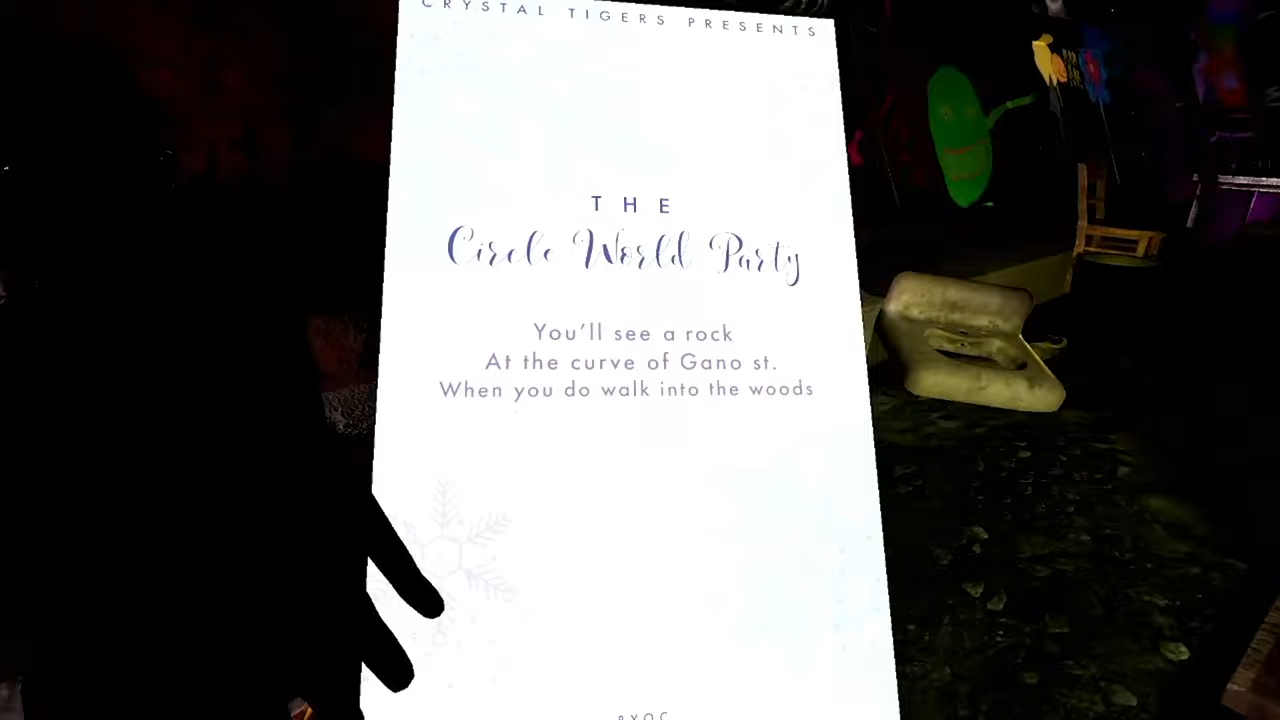 CRYSTAL TIGERS PRESENTS
THE
Circle World Party
You'll see a rock
At the curve of Gano st.
When you do walk into the woods